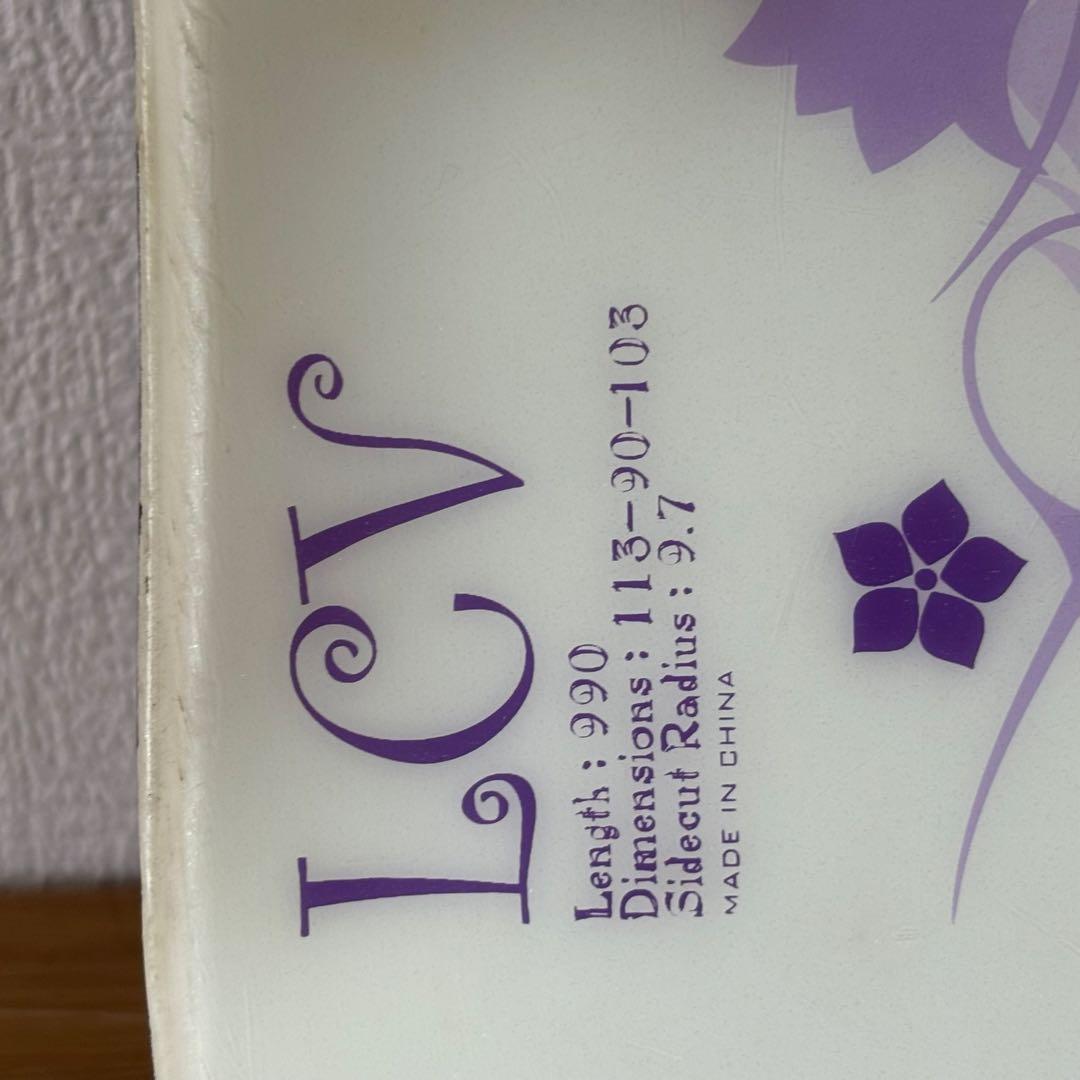 LCV
Length : 990
Dimensions : 113-90-103
Sidecut Radius : 9.7
MADE IN CHINA